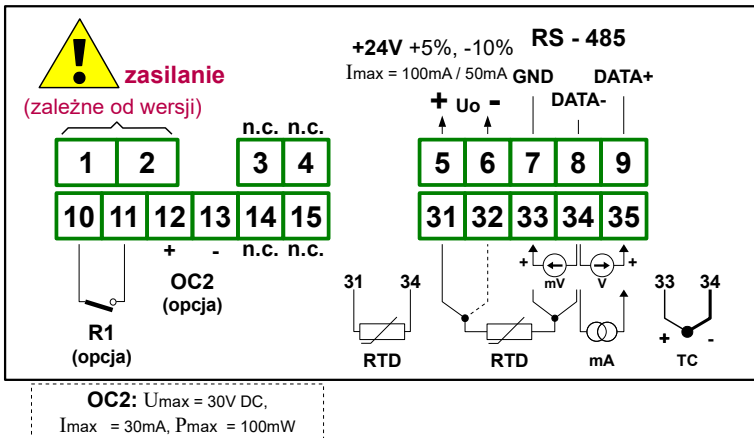 zasilanie
(zależne od wersji)
+24V +5%, -10%
Imax = 100mA / 50mA
RS - 485
GND DATA+
DATA-
+ Uo -
n.c. n.c.
1 2 3 4 5 6 7 8 9
10 11 12 13 14 15 31 32 33 34 35
+ - n.c. n.c.
OC2
(opcja)
R1
(opcja)
+ mV V +
31 34
33 34
+ -
RTD RTD mA TC
OC2: Umax = 30V DC,
Imax = 30mA, Pmax = 100mW